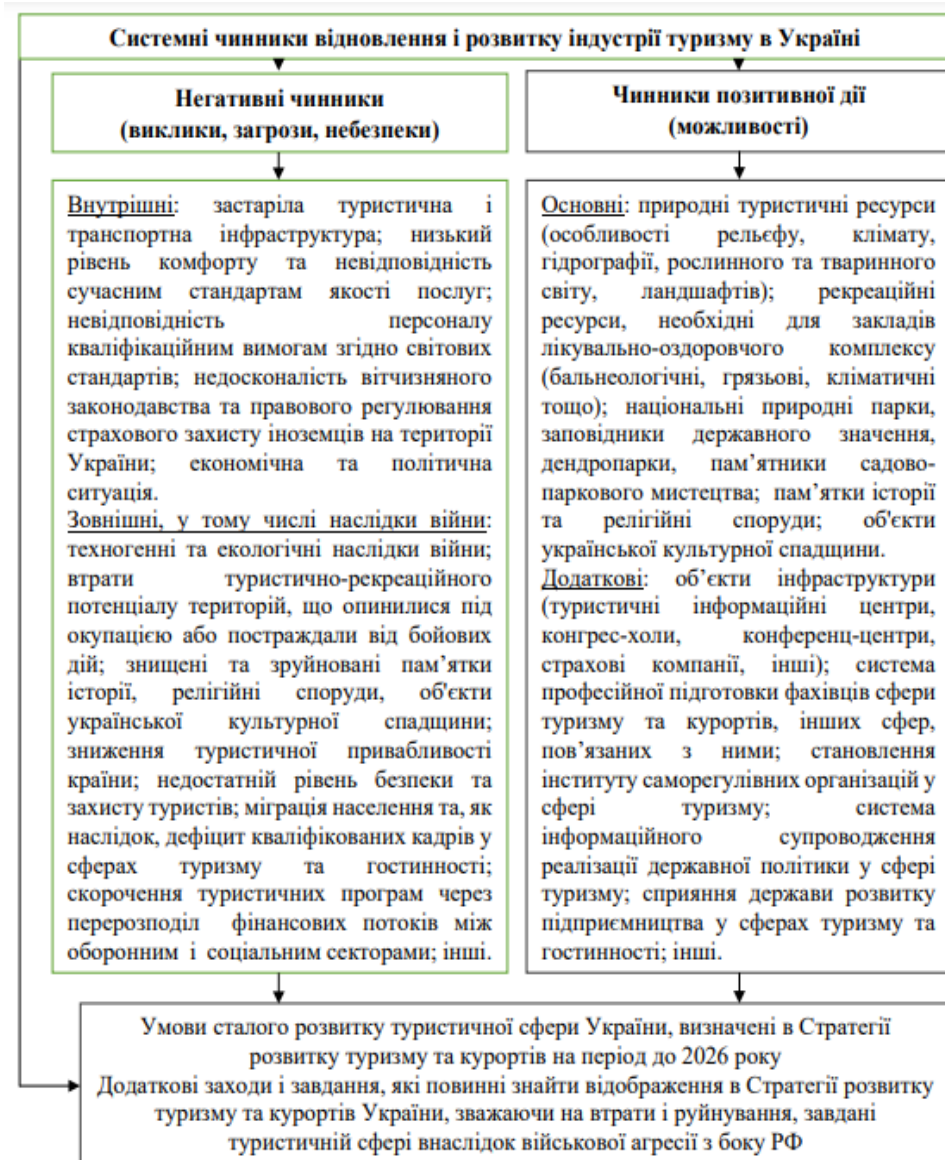 Системні чинники відновлення і розвитку індустрії туризму в Україні
Негативні чинники
(виклики, загрози, небезпеки)
Чинники позитивної дії
(можливості)
Внутрішні: застаріла туристична і
транспортна інфраструктура; низький
рівень комфорту та невідповідність
сучасним стандартам якості послуг;
невідповідність персоналу
кваліфікаційним вимогам згідно світових
стандартів; недосконалість вітчизняного
законодавства та правового регулювання
страхового захисту іноземців на території
України; економічна та політична
ситуація.
Зовнішні, у тому числі наслідки війни:
техногенні та екологічні наслідки війни;
втрати туристично-рекреаційного
потенціалу територій, що опинилися під
окупацією або постраждали від бойових
дій; знищені та зруйновані пам’ятки
історії, релігійні споруди, об'єкти
української культурної спадщини;
зниження туристичної привабливості
країни; недостатній рівень безпеки та
захисту туристів; міграція населення та, як
наслідок, дефіцит кваліфікованих кадрів у
сферах туризму та гостинності;
скорочення туристичних програм через
перерозподіл фінансових потоків між
оборонним і соціальним секторами; інші.
Основні: природні туристичні ресурси
(особливості рельєфу, клімату,
гідрографії, рослинного та тваринного
світу, ландшафтів); рекреаційні
ресурси, необхідні для закладів
лікувально-оздоровчого комплексу
(бальнеологічні, грязьові, кліматичні
тощо); національні природні парки,
заповідники державного значення,
дендропарки, пам’ятники садово-
паркового мистецтва; пам’ятки історії
та релігійні споруди; об'єкти
української культурної спадщини.
Додаткові: об’єкти інфраструктури
(туристичні інформаційні центри,
конгрес-холи, конференц-центри,
страхові компанії, інші); система
професійної підготовки фахівців сфери
туризму та курортів, інших сфер,
пов’язаних з ними; становлення
інституту саморегулівних організацій у
сфері туризму; система
інформаційного супроводження
реалізації державної політики у сфері
туризму; сприяння держави розвитку
підприємництва у сферах туризму та
гостинності; інші.
Умови сталого розвитку туристичної сфери України, визначені в Стратегії
розвитку туризму та курортів на період до 2026 року
Додаткові заходи і завдання, які повинні знайти відображення в Стратегії розвитку
туризму та курортів України, зважаючи на втрати і руйнування, завдані
туристичній сфері внаслідок військової агресії з боку РФ